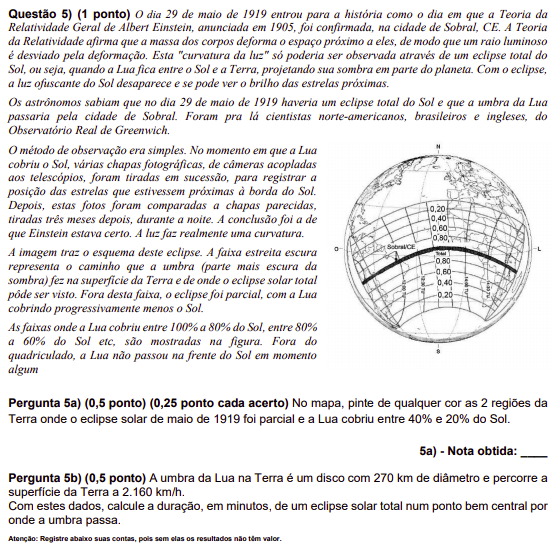 Questão 5) (1 ponto) O dia 29 de maio de 1919 entrou para a história como o dia em que a Teoria da
Relatividade Geral de Albert Einstein, anunciada em 1905, foi confirmada, na cidade de Sobral, CE. A Teoria
da Relatividade afirma que a massa dos corpos deforma o espaço próximo a eles, de modo que um raio luminoso
é desviado pela deformação. Esta "curvatura da luz" só poderia ser observada através de um eclipse total do
Sol, ou seja, quando a Lua fica entre o Sol e a Terra, projetando sua sombra em parte do planeta. Com o eclipse,
a luz ofuscante do Sol desaparece e se pode ver o brilho das estrelas próximas.
Os astrônomos sabiam que no dia 29 de maio de 1919 haveria um eclipse total do Sol e que a umbra da Lua
passaria pela cidade de Sobral. Foram pra lá cientistas norte-americanos, brasileiros e ingleses, do
Observatório Real de Greenwich.
O método de observação era simples. No momento em que a Lua
cobriu o Sol, várias chapas fotográficas, de câmeras acopladas
aos telescópios, foram tiradas em sucessão, para registrar a
posição das estrelas que estivessem próximas à borda do Sol.
Depois, estas fotos foram comparadas a chapas parecidas,
tiradas três meses depois, durante a noite. A conclusão foi a de
que Einstein estava certo. A luz faz realmente uma curvatura.
A imagem traz o esquema deste eclipse. A faixa estreita escura
representa o caminho que a umbra (parte mais escura da
sombra) fez na superfície da Terra e de onde o eclipse solar total
pôde ser visto. Fora desta faixa, o eclipse foi parcial, com a Lua
cobrindo progressivamente menos o Sol.
As faixas onde a Lua cobriu entre 100% a 80% do Sol, entre 80%
a 60% do Sol etc, são mostradas na figura. Fora do
quadriculado, a Lua não passou na frente do Sol em momento
algum
N
0,20
0,40
0,60
0,80
Sobral/CE
O
L
Total
0,80
0,60
0,40
0,20
S
Pergunta 5a) (0,5 ponto) (0,25 ponto cada acerto) No mapa, pinte de qualquer cor as 2 regiões da
Terra onde o eclipse solar de maio de 1919 foi parcial e a Lua cobriu entre 40% e 20% do Sol.
5a) - Nota obtida: ____
Pergunta 5b) (0,5 ponto) A umbra da Lua na Terra é um disco com 270 km de diâmetro e percorre a
superfície da Terra a 2.160 km/h.
Com estes dados, calcule a duração, em minutos, de um eclipse solar total num ponto bem central por
onde a umbra passa.
Atenção: Registre abaixo suas contas, pois sem elas os resultados não têm valor.